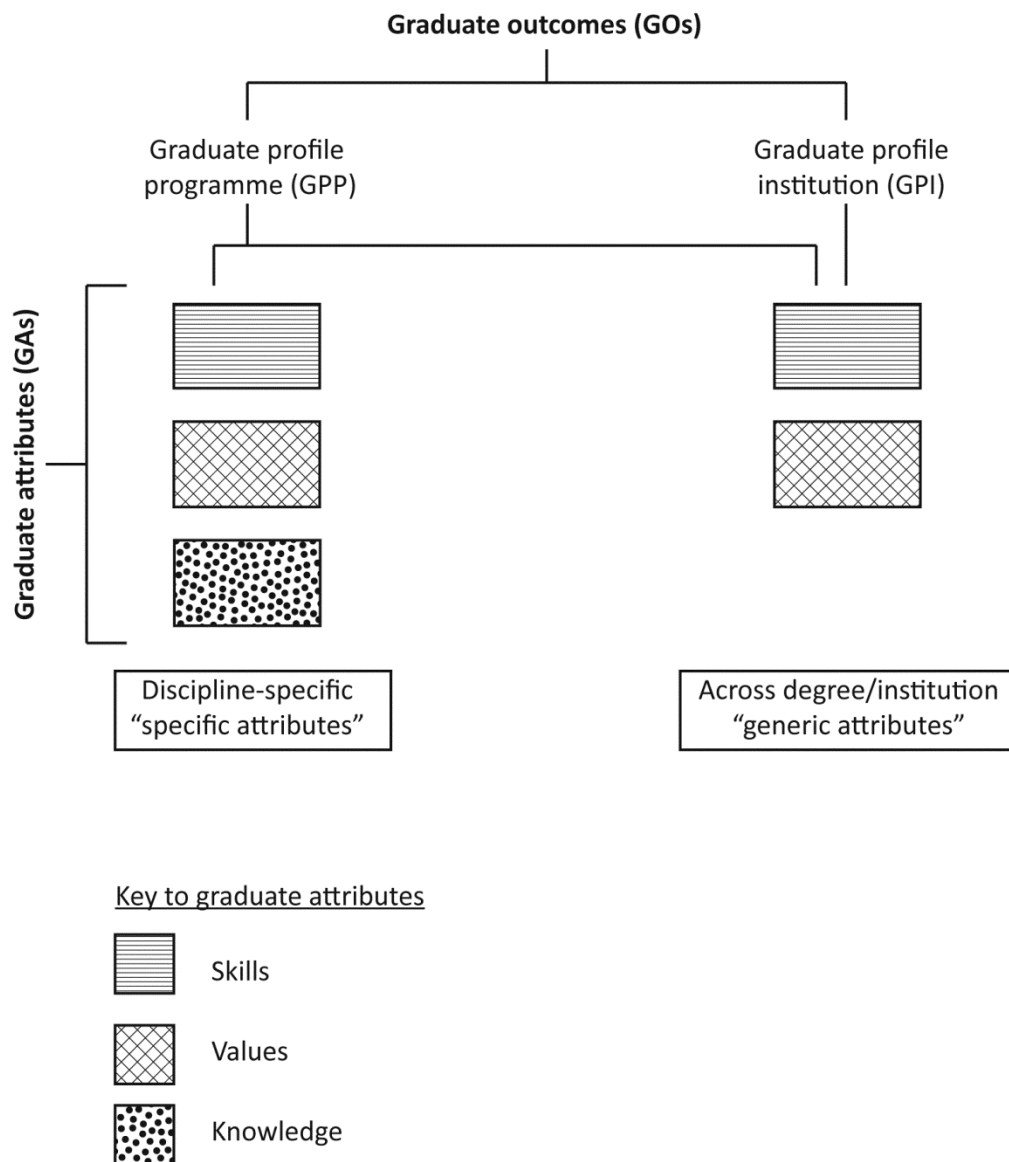 Graduate outcomes (GOs)
Graduate profile
programme (GPP)
Graduate profile
institution (GPI)
Graduate attributes (GAs)
Discipline-specific
“specific attributes”
Across degree/institution
“generic attributes”
Key to graduate attributes
Skills
Values
Knowledge